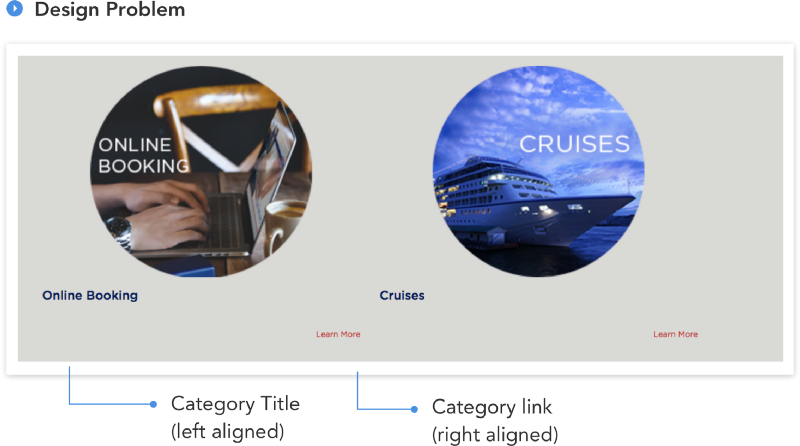 Design Problem
ONLINE
BOOKING
CRUISES
Online Booking
Cruises
Learn More
Learn More
Category Title
(left aligned)
Category link
(right aligned)